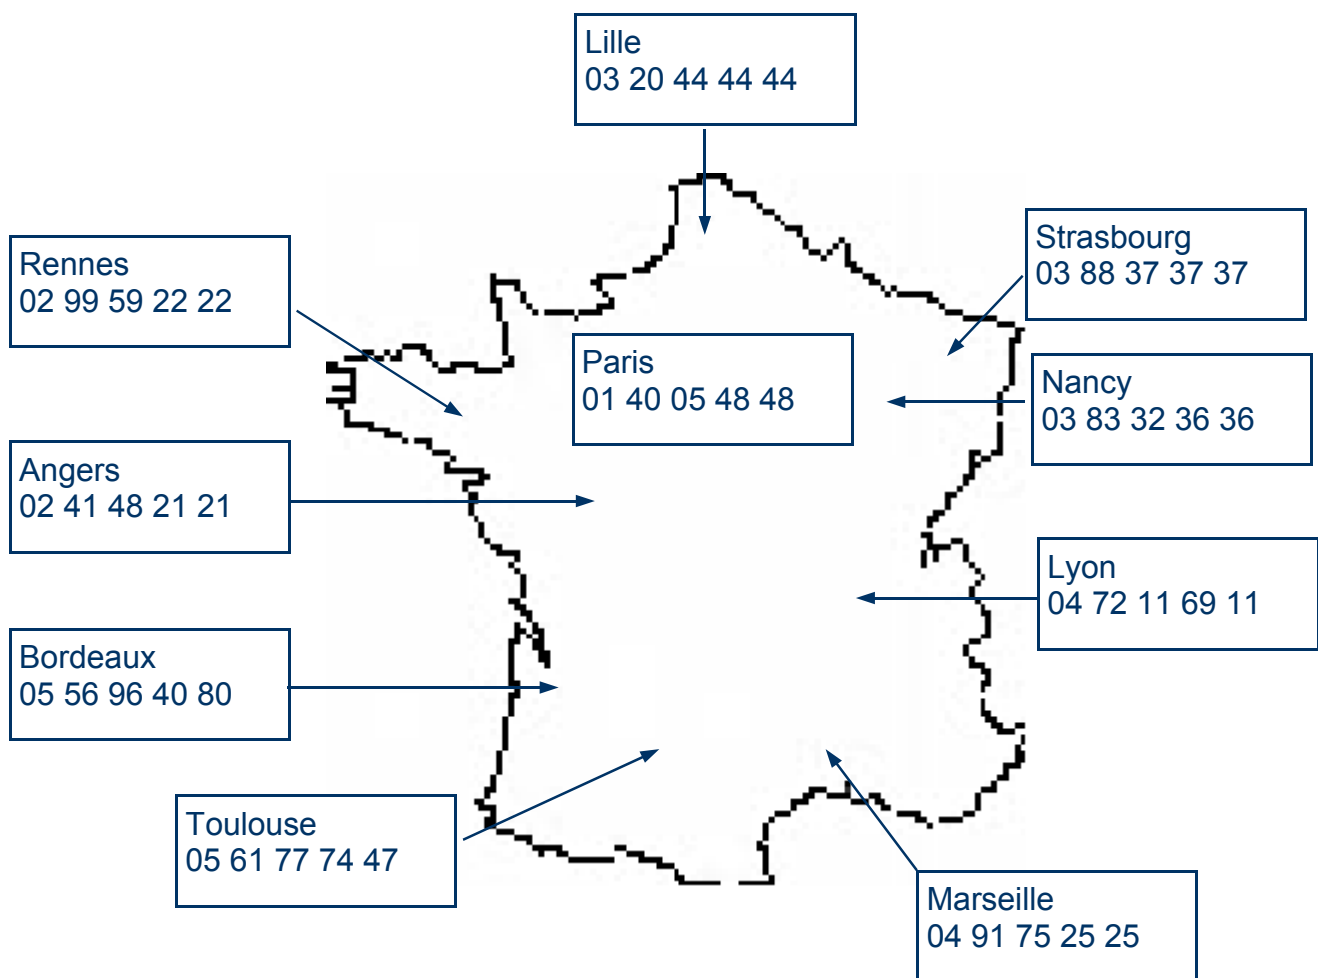 Lille
03 20 44 44 44
Strasbourg
03 88 37 37 37
Rennes
02 99 59 22 22
Paris
01 40 05 48 48
Nancy
03 83 32 36 36
Angers
02 41 48 21 21
Lyon
04 72 11 69 11
Bordeaux
05 56 96 40 80
Toulouse
05 61 77 74 47
Marseille
04 91 75 25 25